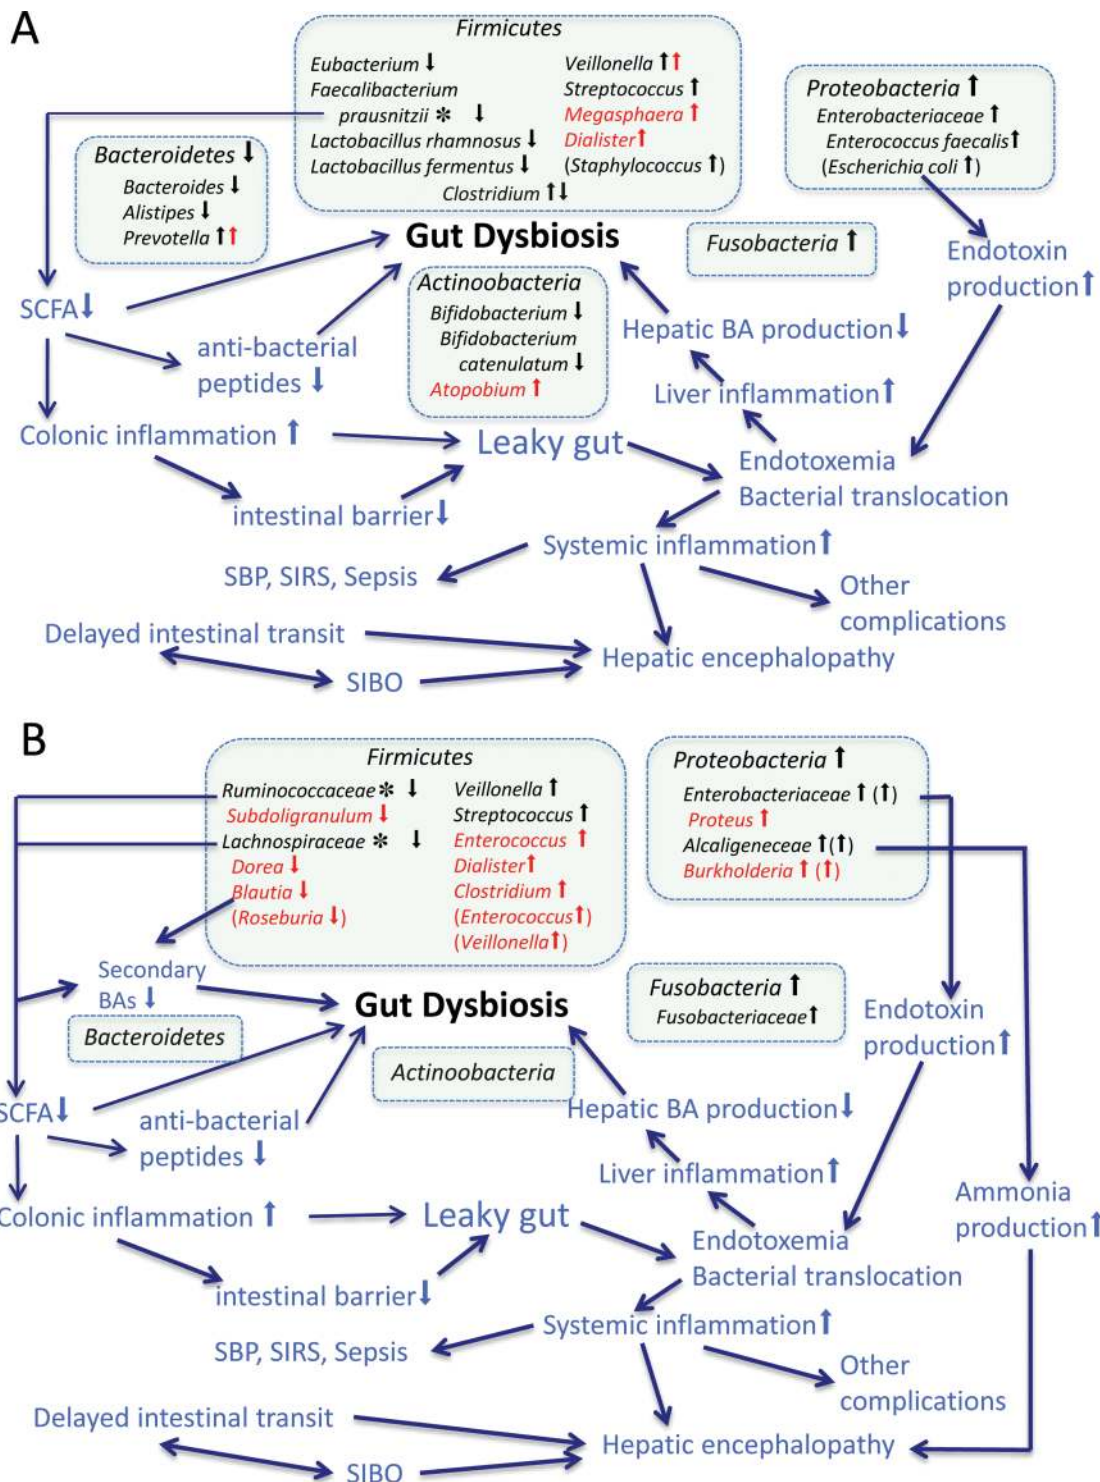 A
Firmicutes
Eubacterium ↓
Faecalibacterium
prausnitzii ✻ ↓
Lactobacillus rhamnosus ↓
Lactobacillus fermentus ↓
Veillonella ↑↑
Streptococcus ↑
Megasphaera ↑
Dialister ↑
(Staphylococcus ↑)
Clostridium ↑↓
Proteobacteria ↑
Enterobacteriaceae ↑
Enterococcus faecalis↑
(Escherichia coli ↑)
Bacteroidetes ↓
Bacteroides ↓
Alistipes ↓
Prevotella ↑↑
Gut Dysbiosis
Fusobacteria ↑
Endotoxin
production↑
Actinoobacteria
Bifidobacterium ↓
Bifidobacterium
catenulatum ↓
Atopobium ↑
SCFA↓
anti-bacterial
peptides ↓
Hepatic BA production↓
Liver inflammation↑
Colonic inflammation ↑
Leaky gut
Endotoxemia
Bacterial translocation
intestinal barrier↓
Systemic inflammation↑
SBP, SIRS, Sepsis
Other
complications
Delayed intestinal transit
Hepatic encephalopathy
SIBO
B
Firmicutes
Ruminococcaceae ✻ ↓
Subdoligranulum ↓
Lachnospiraceae ✻ ↓
Dorea ↓
Blautia ↓
(Roseburia ↓)
Veillonella ↑
Streptococcus ↑
Enterococcus ↑
Dialister↑
Clostridium ↑
(Enterococcus↑)
(Veillonella↑)
Proteobacteria ↑
Enterobacteriaceae ↑ (↑)
Proteus ↑
Alcaligeneceae ↑(↑)
Burkholderia ↑ (↑)
Secondary
BAs ↓
Gut Dysbiosis
Fusobacteria ↑
Fusobacteriaceae↑
Endotoxin
production↑
Bacteroidetes
Actinoobacteria
SCFA↓
anti-bacterial
peptides ↓
Hepatic BA production↓
Liver inflammation↑
Ammonia
production↑
Colonic inflammation ↑
Leaky gut
Endotoxemia
Bacterial translocation
intestinal barrier↓
Systemic inflammation↑
SBP, SIRS, Sepsis
Other
complications
Delayed intestinal transit
Hepatic encephalopathy
SIBO